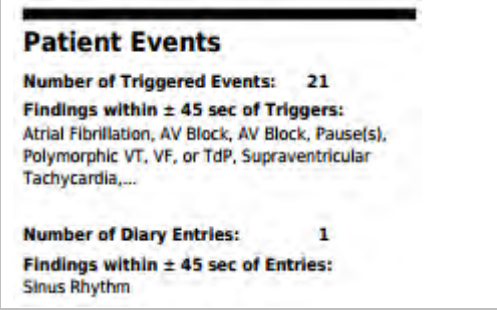 Patient Events
Number of Triggered Events: 21
Findings within ± 45 sec of Triggers:
Atrial Fibrillation, AV Block, AV Block, Pause(s),
Polymorphic VT, VF, or TdP, Supraventricular
Tachycardia,...
Number of Diary Entries: 1
Findings within ± 45 sec of Entries:
Sinus Rhythm